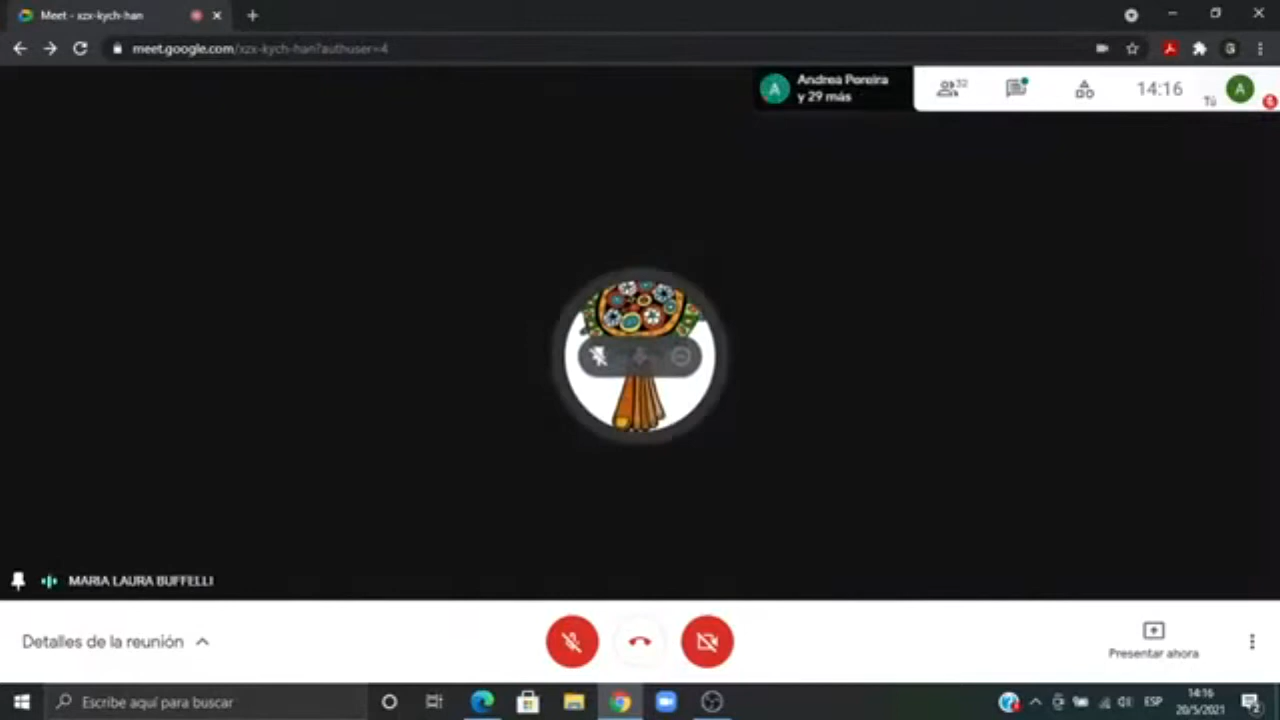 Meet - xzx-kych-han
meet.google.com/xzx-kych-han?authuser=4
G
A
Andrea Pereira
y 29 más
32
14:16
Tú
A
MARIA LAURA BUFFELLI
Detalles de la reunión
Presentar ahora
Escribe aquí para buscar
ESP
14:16
20/5/2021
2